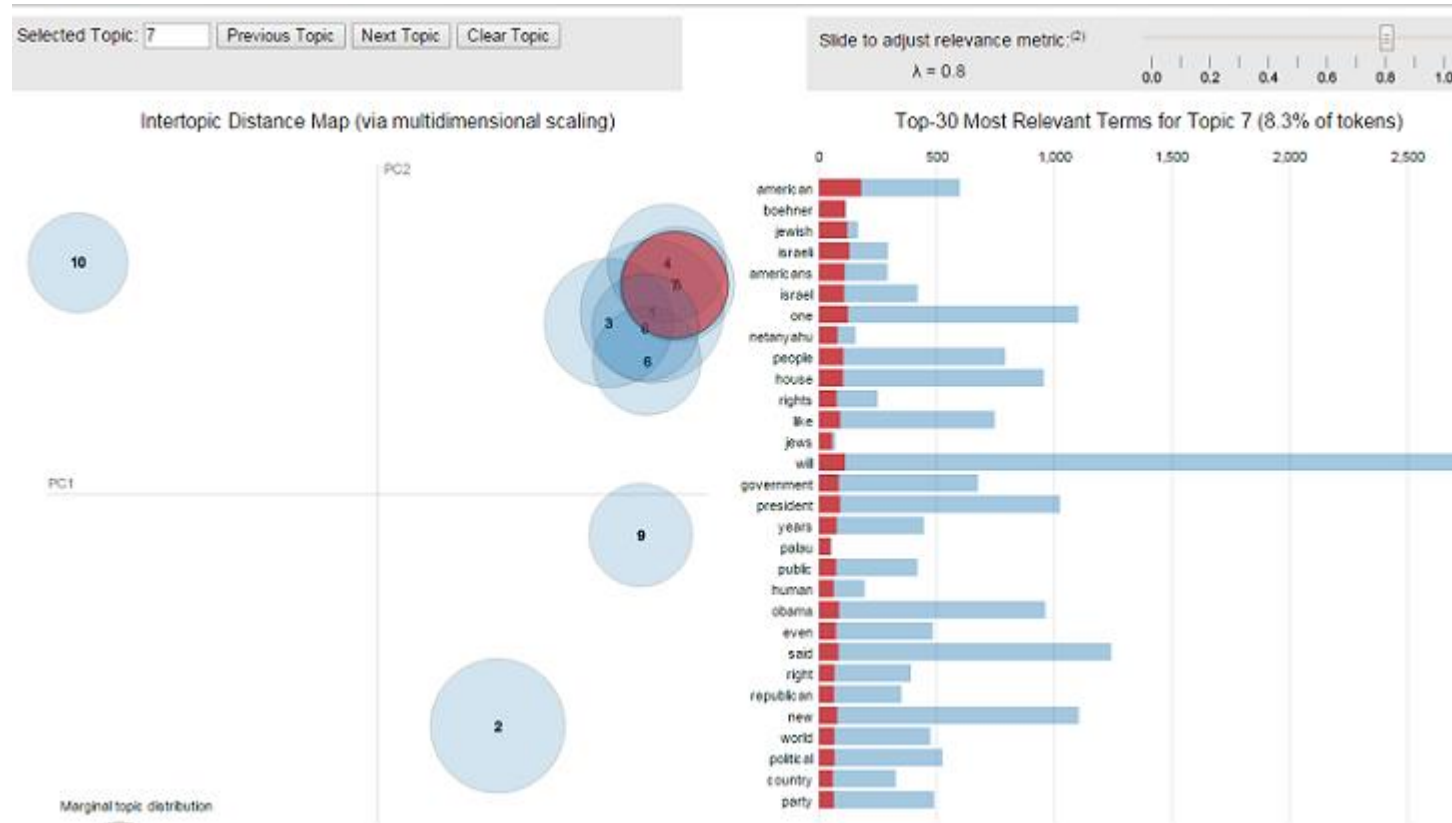 Selected Topic: 7 Previous Topic Next Topic Clear Topic
Slide to adjust relevance metric:(2)
λ = 0.8
0.0 0.2 0.4 0.6 0.8 1.0
Intertopic Distance Map (via multidimensional scaling)
PC2
PC1
10
4
3
6
9
2
Marginal topic distribution
Top-30 Most Relevant Terms for Topic 7 (8.3% of tokens)
0 500 1,000 1,500 2,000 2,500
american
boehner
jewish
israeli
americans
israel
one
netanyahu
people
house
rights
like
jews
will
government
president
years
palau
public
human
obama
even
said
right
republican
new
world
political
country
party